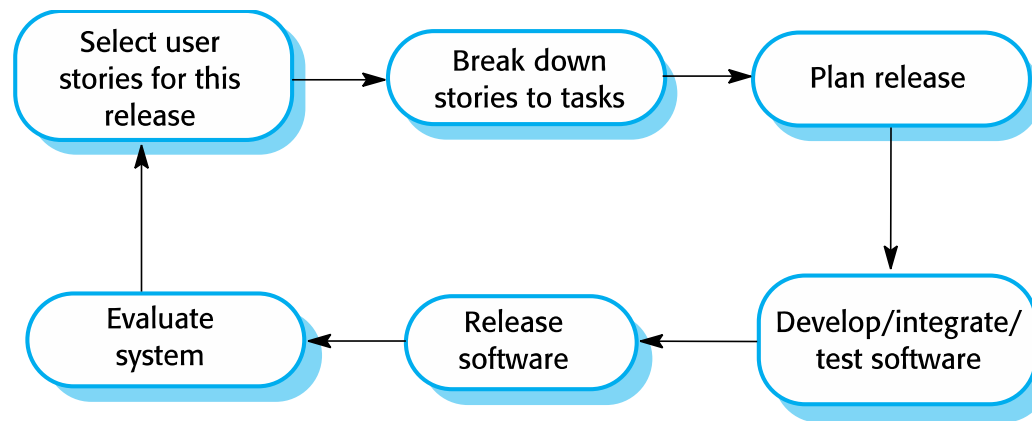 Select user
stories for this
release
Break down
stories to tasks
Plan release
Evaluate
system
Release
software
Develop/integrate/
test software